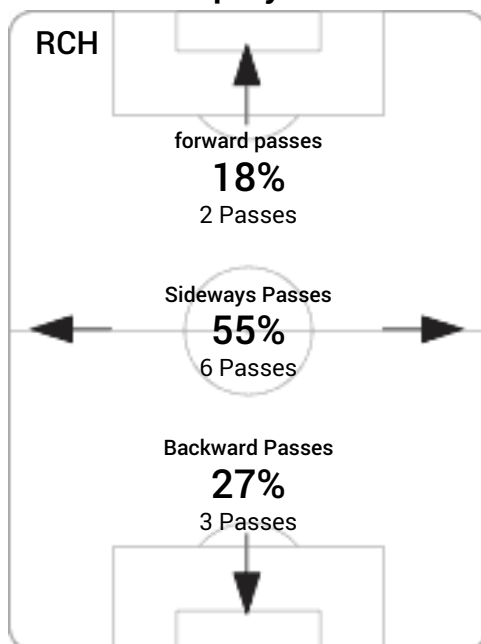 RCH
forward passes
18%
2 Passes
Sideways Passes
55%
6 Passes
Backward Passes
27%
3 Passes